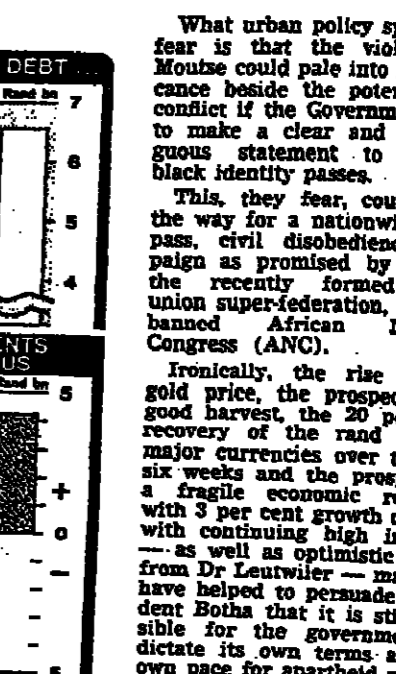 DEBT
Rand bn
7
6
5
4
ENTS
US
Rand bn
5
+
0
–
5
What urban policy sp
fear is that the viol
Moutse could pale into
cance beside the poten
conflict if the Governm
to make a clear and
guous statement to
black identity passes.
This, they fear, cou
the way for a nationwi
pass, civil disobedienc
paign as promised by
the recently formed
union super-federation,
banned African N
Congress (ANC).
Ironically, the rise
gold price, the prospec
good harvest, the 20 pe
recovery of the rand
major currencies over t
six weeks and the prosp
a fragile economic re
with 3 per cent growth
with continuing high in
— as well as optimistic
from Dr Leutwiler — ma
have helped to persuade
dent Botha that it is sti
sible for the governme
dictate its own terms a
own pace for apartheid